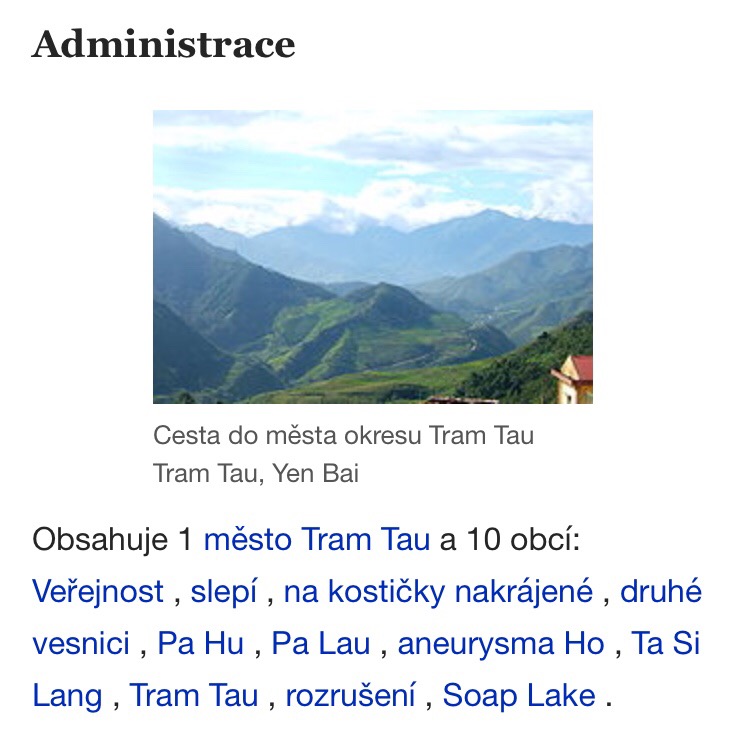 Administrace
Cesta do města okresu Tram Tau
Tram Tau, Yen Bai
Obsahuje 1 město Tram Tau a 10 obcí:
Veřejnost , slepí , na kostičky nakrájené , druhé
vesnici , Pa Hu , Pa Lau , aneurysma Ho , Ta Si
Lang , Tram Tau , rozrušení , Soap Lake .